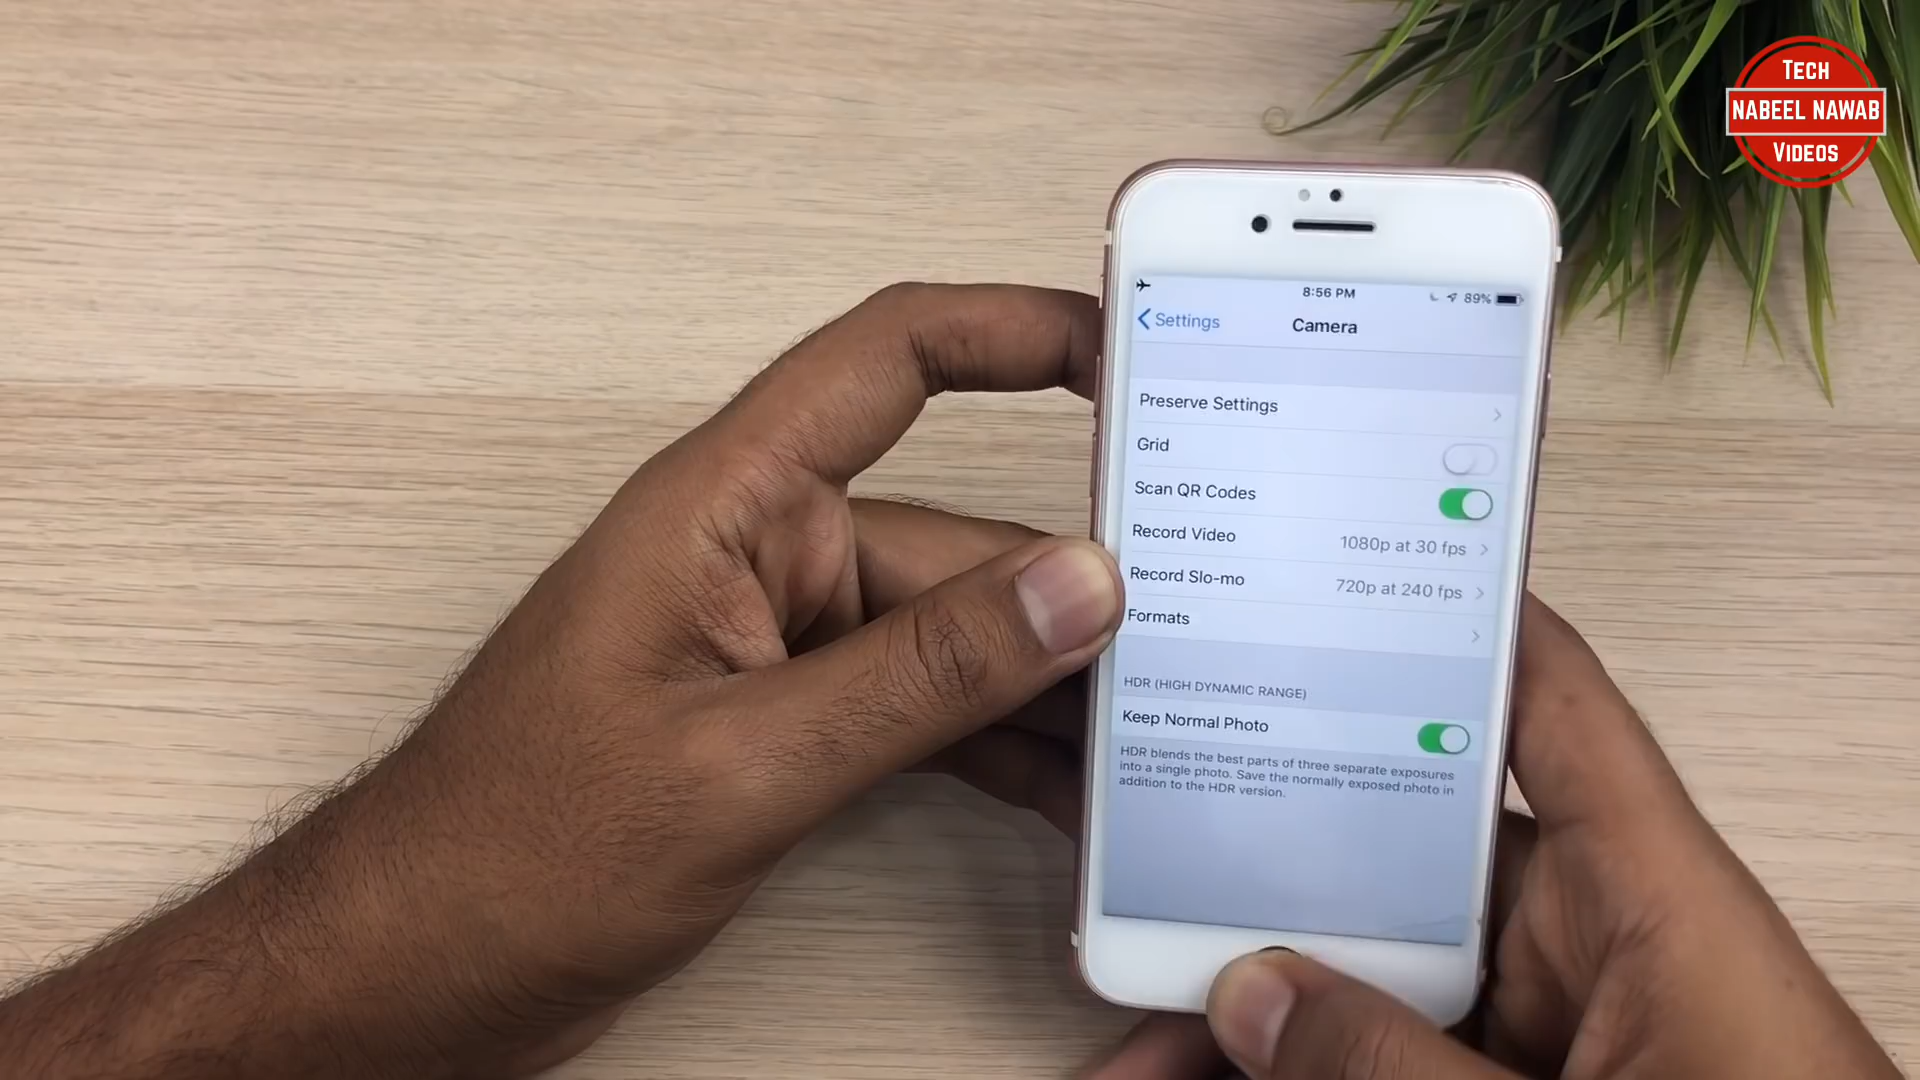 Tech
NABEEL NAWAB
Videos
8:56 PM
89%
Settings
Camera
Preserve Settings
Grid
Scan QR Codes
Record Video
1080p at 30 fps
Record Slo-mo
720p at 240 fps
Formats
HDR (HIGH DYNAMIC RANGE)
Keep Normal Photo
HDR blends the best parts of three separate exposures
into a single photo. Save the normally exposed photo in
addition to the HDR version.